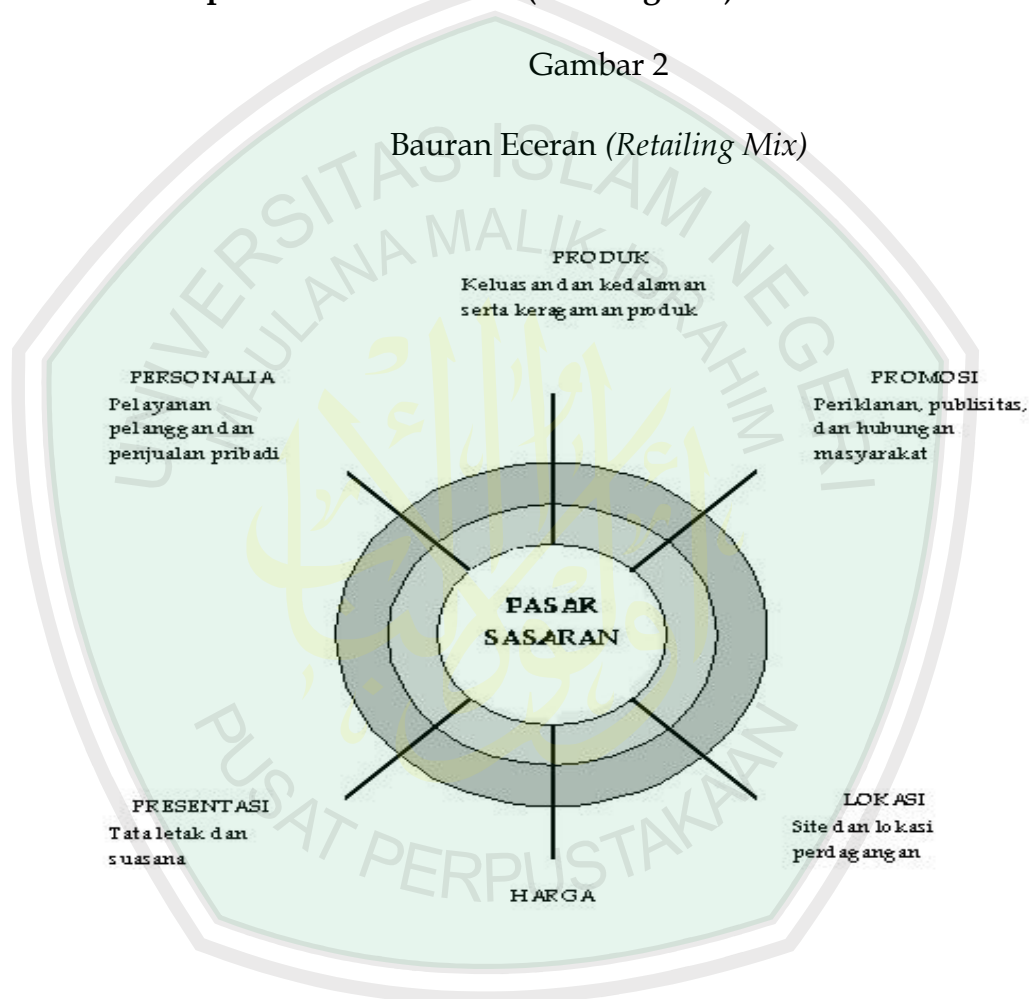 Gambar 2
Bauran Eceran (Retailing Mix)
PRODUK
Keluasan dan kedalaman
serta keragaman produk
PERSONALIA
Pelayanan
pelanggan dan
penjualan pribadi
PROMOSI
Periklanan, publisitas,
dan hubungan
masyarakat
PASAR
SASARAN
PRESENTASI
Tata letak dan
suasana
LOKASI
Site dan lokasi
perdagangan
HARGA
UNIVERSITAS ISLAM NEGERI
MAULANA MALIK IBRAHIM
PUSAT PERPUSTAKAAN